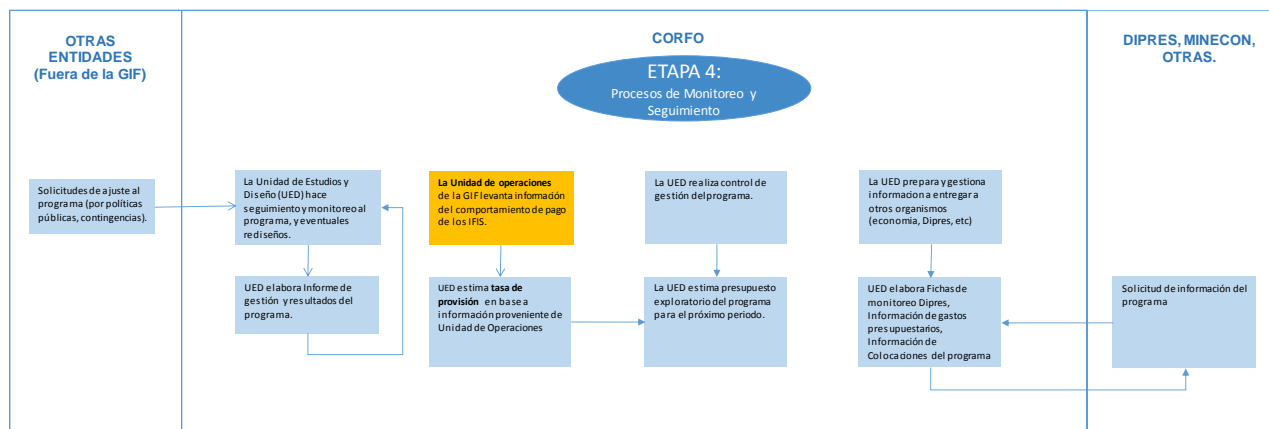 OTRAS
ENTIDADES
(Fuera de la GIF)
CORFO
DIPRES, MINECON,
OTRAS.
ETAPA 4:
Procesos de Monitoreo y
Seguimiento
Solicitudes de ajuste al
programa (por políticas
públicas, contingencias).
La Unidad de Estudios y
Diseño (UED) hace
seguimiento y monitoreo al
programa, y eventuales
rediseños.
La Unidad de operaciones
de la GIF levanta información
del comportamiento de pago
de los IFIS.
La UED realiza control de
gestión del programa.
La UED prepara y gestiona
informacion a entregar a
otros organismos
(economia, Dipres, etc)
UED elabora Informe de
gestión y resultados del
programa.
UED estima tasa de
provisión en base a
información proveniente de
Unidad de Operaciones
La UED estima presupuesto
exploratorio del programa
para el próximo periodo.
UED elabora Fichas de
monitoreo Dipres,
Información de gastos
presupuestarios,
Información de
Colocaciones del programa
Solicitud de información del
programa